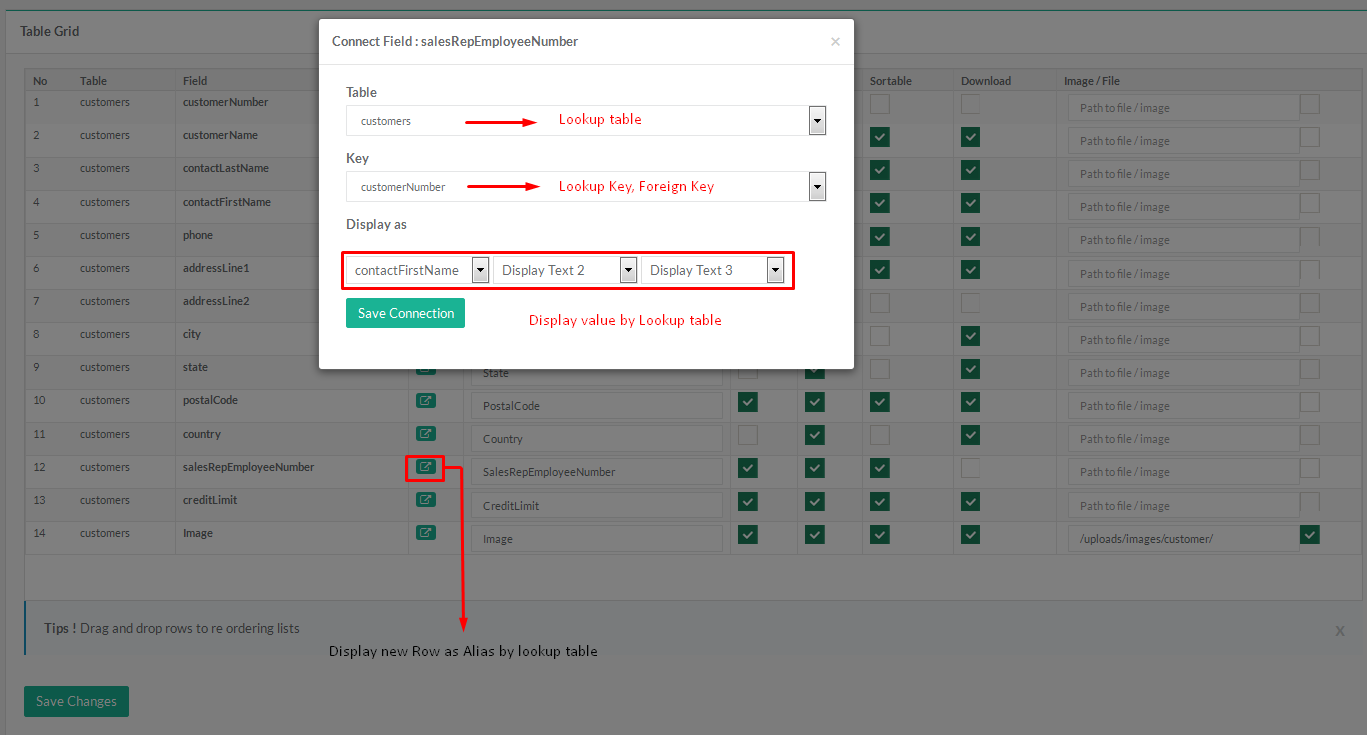 Table Grid
Connect Field : salesRepEmployeeNumber ×
Table
customers Lookup table
Key
customerNumber Lookup Key, Foreign Key
Display as
contactFirstName Display Text 2 Display Text 3
Save Connection
Display value by Lookup table
No Table Field Sortable Download Image / File
1 customers customerNumber Path to file / image
2 customers customerName Path to file / image
3 customers contactLastName Path to file / image
4 customers contactFirstName Path to file / image
5 customers phone Path to file / image
6 customers addressLine1 Path to file / image
7 customers addressLine2 Path to file / image
8 customers city Path to file / image
9 customers state State Path to file / image
10 customers postalCode PostalCode Path to file / image
11 customers country Country Path to file / image
12 customers salesRepEmployeeNumber SalesRepEmployeeNumber Path to file / image
13 customers creditLimit CreditLimit Path to file / image
14 customers Image Image /uploads/images/customer/
Tips ! Drag and drop rows to re ordering lists x
Display new Row as Alias by lookup table
Save Changes